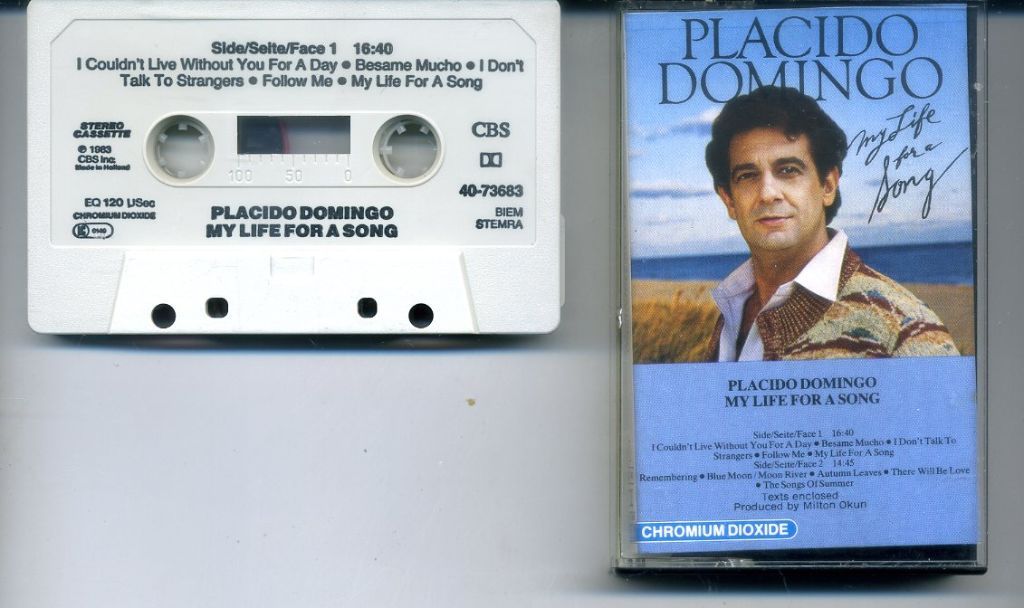 Side/Seite/Face 1 16:40
I Couldn't Live Without You For A Day • Besame Mucho • I Don't
Talk To Strangers • Follow Me • My Life For A Song
STEREO
CASSETTE
℗ 1983
CBS Inc.
Made in Holland
CBS
100 50 0
40-73683
EQ 120 µSec
CHROMIUM DIOXIDE
BIEM
STEMRA
PLACIDO DOMINGO
MY LIFE FOR A SONG
PLACIDO
DOMINGO
My Life
for a
Song
PLACIDO DOMINGO
MY LIFE FOR A SONG
Side/Seite/Face 1 16:40
I Couldn't Live Without You For A Day • Besame Mucho • I Don't Talk To
Strangers • Follow Me • My Life For A Song
Side/Seite/Face 2 14:45
Remembering • Blue Moon / Moon River • Autumn Leaves • There Will Be Love
• The Songs Of Summer
Texts enclosed
Produced by Milton Okun
CHROMIUM DIOXIDE